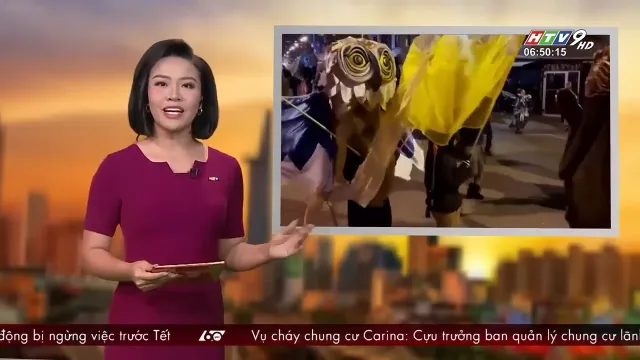 HTV9 HD
06:50:15
động bị ngừng việc trước Tết 60 Vụ cháy chung cư Carina: Cựu trưởng ban quản lý chung cư lãn